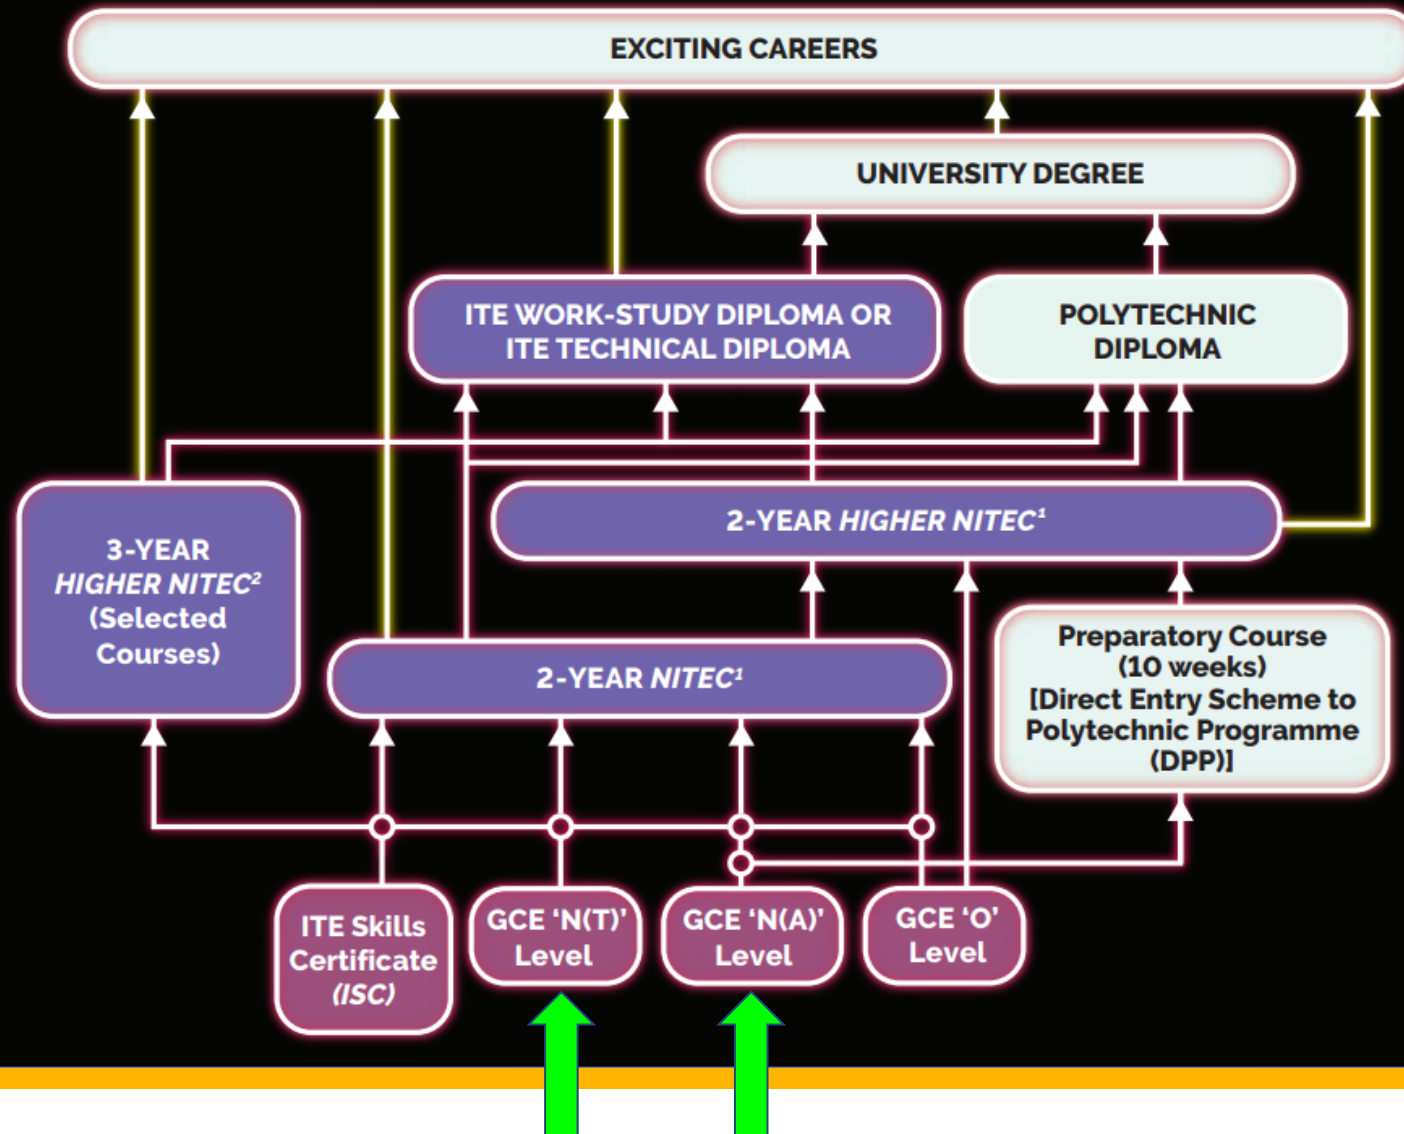 EXCITING CAREERS
UNIVERSITY DEGREE
ITE WORK-STUDY DIPLOMA OR
ITE TECHNICAL DIPLOMA
POLYTECHNIC
DIPLOMA
3-YEAR
HIGHER NITEC²
(Selected
Courses)
2-YEAR HIGHER NITEC¹
2-YEAR NITEC¹
Preparatory Course
(10 weeks)
[Direct Entry Scheme to
Polytechnic Programme
(DPP)]
ITE Skills
Certificate
(ISC)
GCE ‘N(T)’
Level
GCE ‘N(A)’
Level
GCE ‘O’
Level